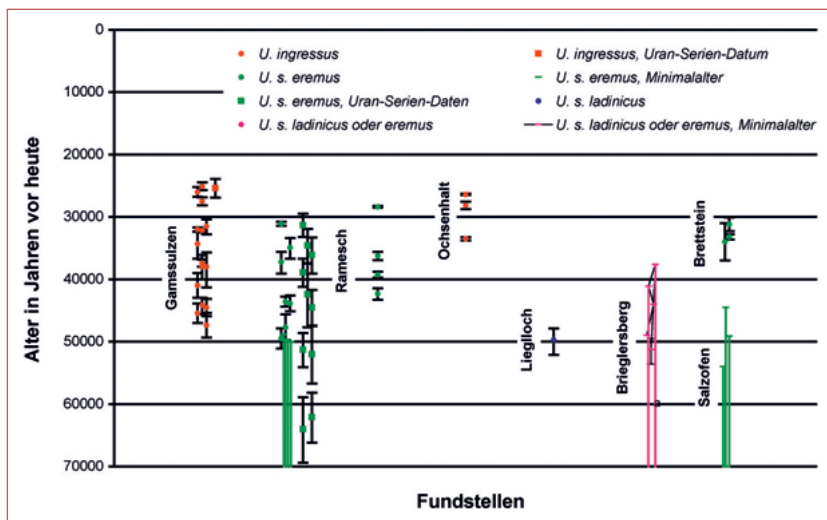 0
10000
20000
30000
40000
50000
60000
70000
Alter in Jahren vor heute
U. ingressus
U. s. eremus
U. s. eremus, Uran-Serien-Daten
U. s. ladinicus oder eremus
U. ingressus, Uran-Serien-Datum
U. s. eremus, Minimalalter
U. s. ladinicus
U. s. ladinicus oder eremus, Minimalalter
Gamssulzen
Ramesch
Ochsenhalt
Lieglloch
Brieglersberg
Brettstein
Salzofen
Fundstellen